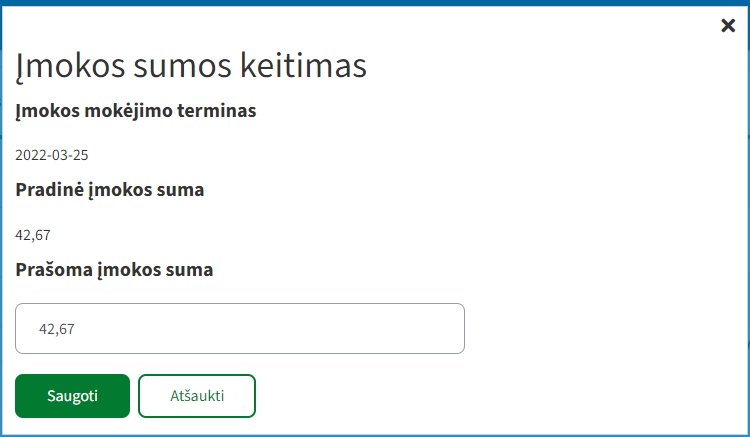 Įmokos sumos keitimas
Įmokos mokėjimo terminas
2022-03-25
Pradinė įmokos suma
42,67
Prašoma įmokos suma
42,67
Saugoti Atšaukti